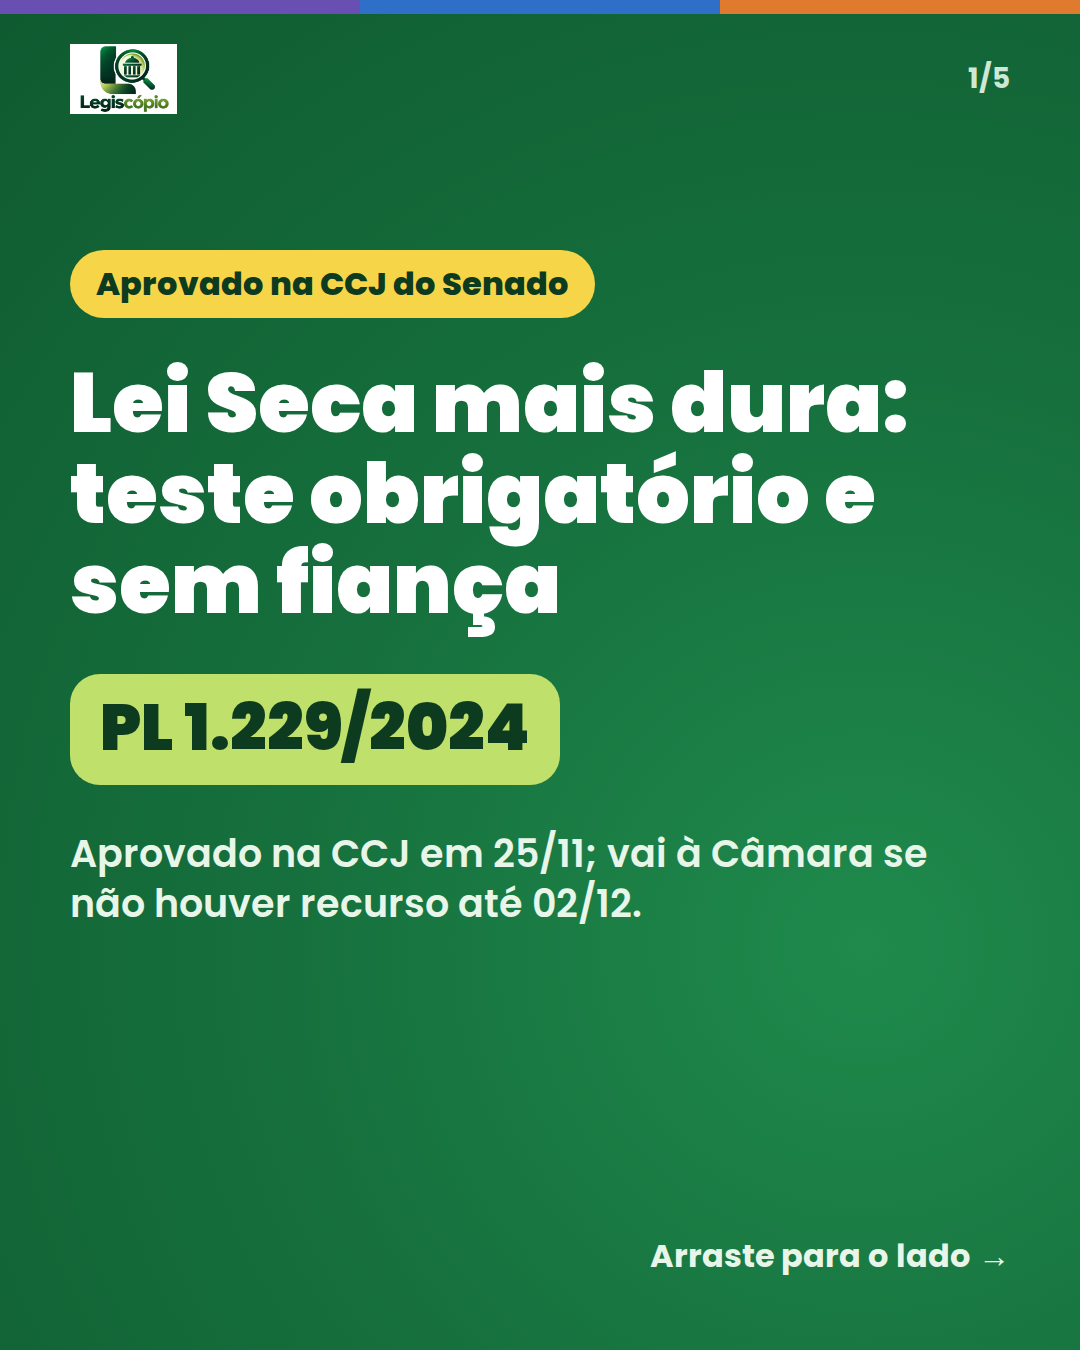 Legiscópio
1/5
Aprovado na CCJ do Senado
Lei Seca mais dura:
teste obrigatório e
sem fiança
PL 1.229/2024
Aprovado na CCJ em 25/11; vai à Câmara se
não houver recurso até 02/12.
Arraste para o lado →